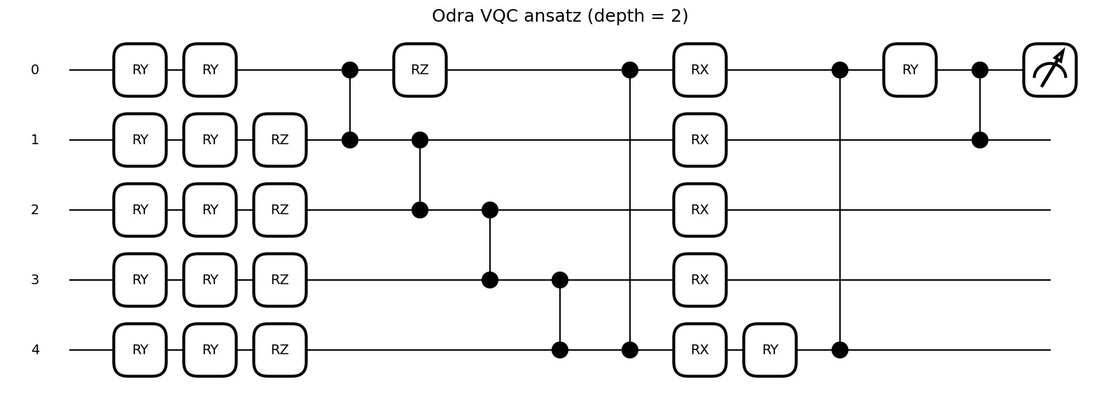 Odra VQC ansatz (depth = 2)
0 RY RY RZ RX RY
1 RY RY RZ RX
2 RY RY RZ RX
3 RY RY RZ RX
4 RY RY RZ RX RY